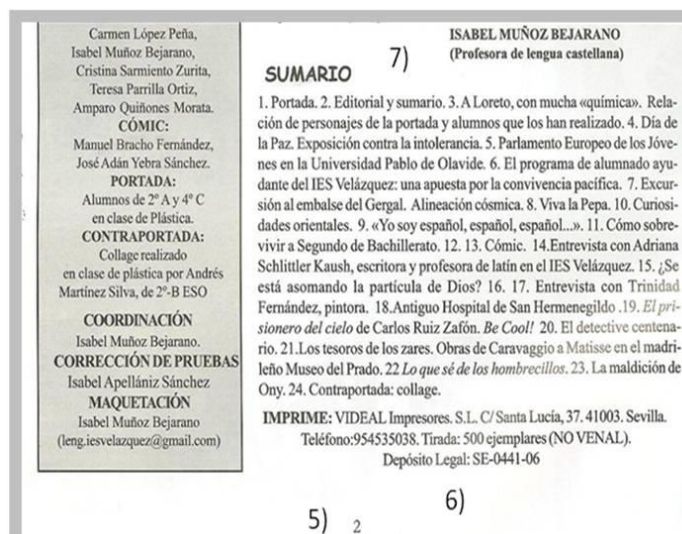 Carmen López Peña,
Isabel Muñoz Bejarano,
Cristina Sarmiento Zurita,
Teresa Parrilla Ortiz,
Amparo Quiñones Morata.
CÓMIC:
Manuel Bracho Fernández,
José Adán Yebra Sánchez.
PORTADA:
Alumnos de 2º A y 4º C
en clase de Plástica.
CONTRAPORTADA:
Collage realizado
en clase de plástica por Andrés
Martínez Silva, de 2º-B ESO
COORDINACIÓN
Isabel Muñoz Bejarano.
CORRECCIÓN DE PRUEBAS
Isabel Apellániz Sánchez
MAQUETACIÓN
Isabel Muñoz Bejarano
(leng.iesvelazquez@gmail.com)
7)
ISABEL MUÑOZ BEJARANO
(Profesora de lengua castellana)
SUMARIO
1. Portada. 2. Editorial y sumario. 3. A Loreto, con mucha «química». Rela-
ción de personajes de la portada y alumnos que los han realizado. 4. Día de
la Paz. Exposición contra la intolerancia. 5. Parlamento Europeo de los Jóve-
nes en la Universidad Pablo de Olavide. 6. El programa de alumnado ayu-
dante del IES Velázquez: una apuesta por la convivencia pacífica. 7. Excur-
sión al embalse del Gergal. Alineación cósmica. 8. Viva la Pepa. 10. Curiosi-
dades orientales. 9. «Yo soy español, español, español...». 11. Cómo sobre-
vivir a Segundo de Bachillerato. 12. 13. Cómic. 14.Entrevista con Adriana
Schlittler Kaush, escritora y profesora de latín en el IES Velázquez. 15. ¿Se
está asomando la partícula de Dios? 16. 17. Entrevista con Trinidad
Fernández, pintora. 18.Antiguo Hospital de San Hermenegildo .19. El pri-
sionero del cielo de Carlos Ruiz Zafón. Be Cool! 20. El detective centena-
rio. 21.Los tesoros de los zares. Obras de Caravaggio a Matisse en el madri-
leño Museo del Prado. 22 Lo que sé de los hombrecillos. 23. La maldición de
Ony. 24. Contraportada: collage.
IMPRIME: VIDEAL Impresores. S.L. C/ Santa Lucía, 37. 41003. Sevilla.
Teléfono:954535038. Tirada: 500 ejemplares (NO VENAL).
Depósito Legal: SE-0441-06
5)
2
6)